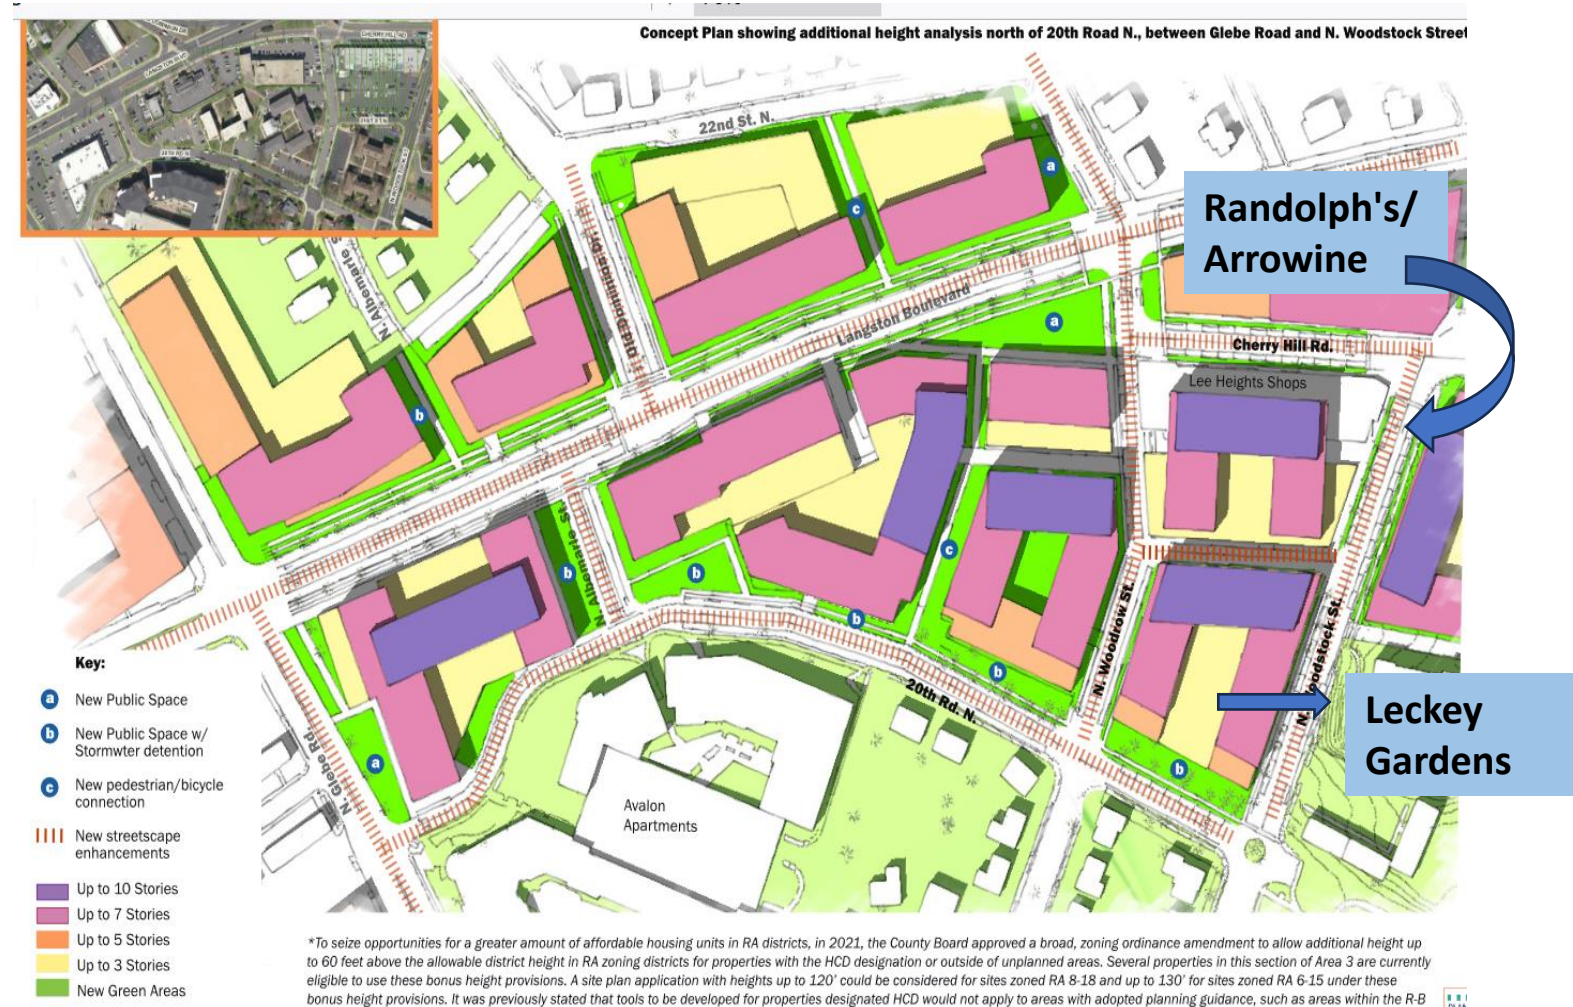 Concept Plan showing additional height analysis north of 20th Road N., between Glebe Road and N. Woodstock Street
CHERRY HILL RD
LANGSTON BLVD
22nd St. N.
Randolph's/
Arrowine
N. Albemarle S
Old Dominion Dr.
Langston Boulevard
Cherry Hill Rd.
Lee Heights Shops
N. Albemarle St.
N. Woodrow St.
N. Woodstock St.
20th Rd. N.
N. Glebe Rd.
Leckey
Gardens
Avalon
Apartments
a
c
a
b
c
b
b
b
b
b
a
b
Key:
a New Public Space
b New Public Space w/
Stormwter detention
c New pedestrian/bicycle
connection
New streetscape
enhancements
Up to 10 Stories
Up to 7 Stories
Up to 5 Stories
Up to 3 Stories
New Green Areas
*To seize opportunities for a greater amount of affordable housing units in RA districts, in 2021, the County Board approved a broad, zoning ordinance amendment to allow additional height up
to 60 feet above the allowable district height in RA zoning districts for properties with the HCD designation or outside of unplanned areas. Several properties in this section of Area 3 are currently
eligible to use these bonus height provisions. A site plan application with heights up to 120' could be considered for sites zoned RA 8-18 and up to 130' for sites zoned RA 6-15 under these
bonus height provisions. It was previously stated that tools to be developed for properties designated HCD would not apply to areas with adopted planning guidance, such as areas within the R-B